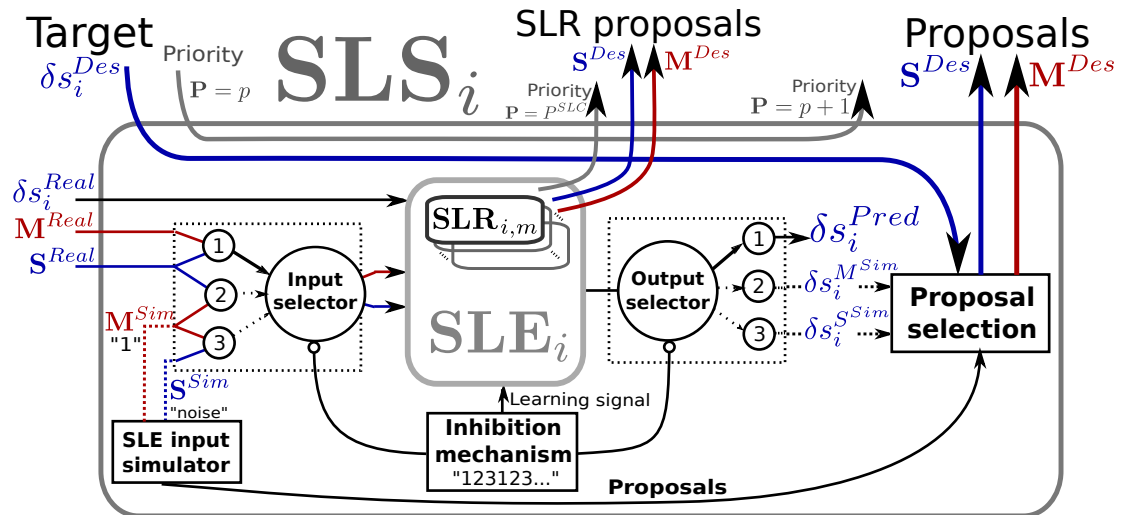 Target
δs_i^{Des}
Priority
P = p
SLS_i
SLR proposals
S^{Des} M^{Des}
Priority
P = P^{SLC}
Priority
P = p + 1
Proposals
S^{Des} M^{Des}
δs_i^{Real}
M^{Real}
S^{Real}
1
2
3
Input
selector
M^{Sim}
"1"
S^{Sim}
"noise"
SLE input
simulator
SLR_{i,m}
SLE_i
Learning signal
Inhibition
mechanism
"123123..."
Output
selector
1
2
3
δs_i^{Pred}
δs_i^{M^{Sim}}
δs_i^{S^{Sim}}
Proposal
selection
Proposals